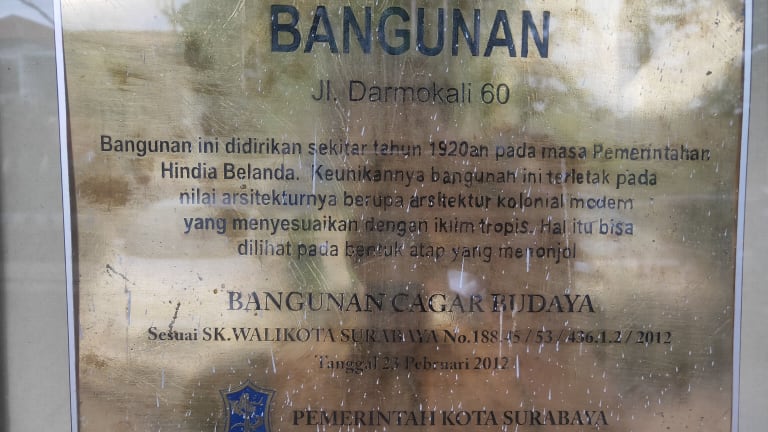 BANGUNAN
Jl. Darmokali 60
Bangunan ini didirikan sekitar tahun 1920an pada masa Pemerintahan
Hindia Belanda. Keunikannya bangunan ini terletak pada
nilai arsitekturnya berupa arsitektur kolonial modern
yang menyesuaikan dengan iklim tropis. Hal itu bisa
dilihat pada bentuk atap yang menonjol
BANGUNAN CAGAR BUDAYA
Sesuai SK.WALIKOTA SURABAYA No.188.45 / 53 / 436.1.2 / 2012
Tanggal 23 Pebruari 2012
PEMERINTAH KOTA SURABAYA